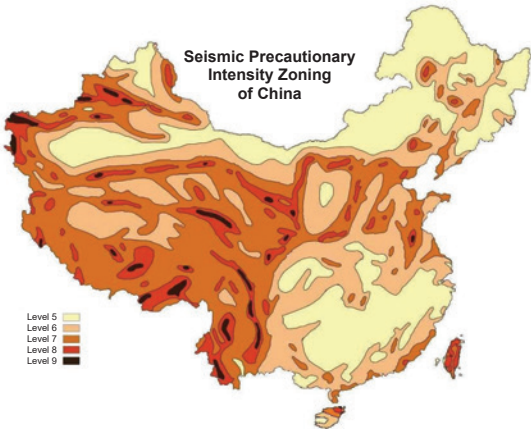 Seismic Precautionary
Intensity Zoning
of China
Level 5
Level 6
Level 7
Level 8
Level 9